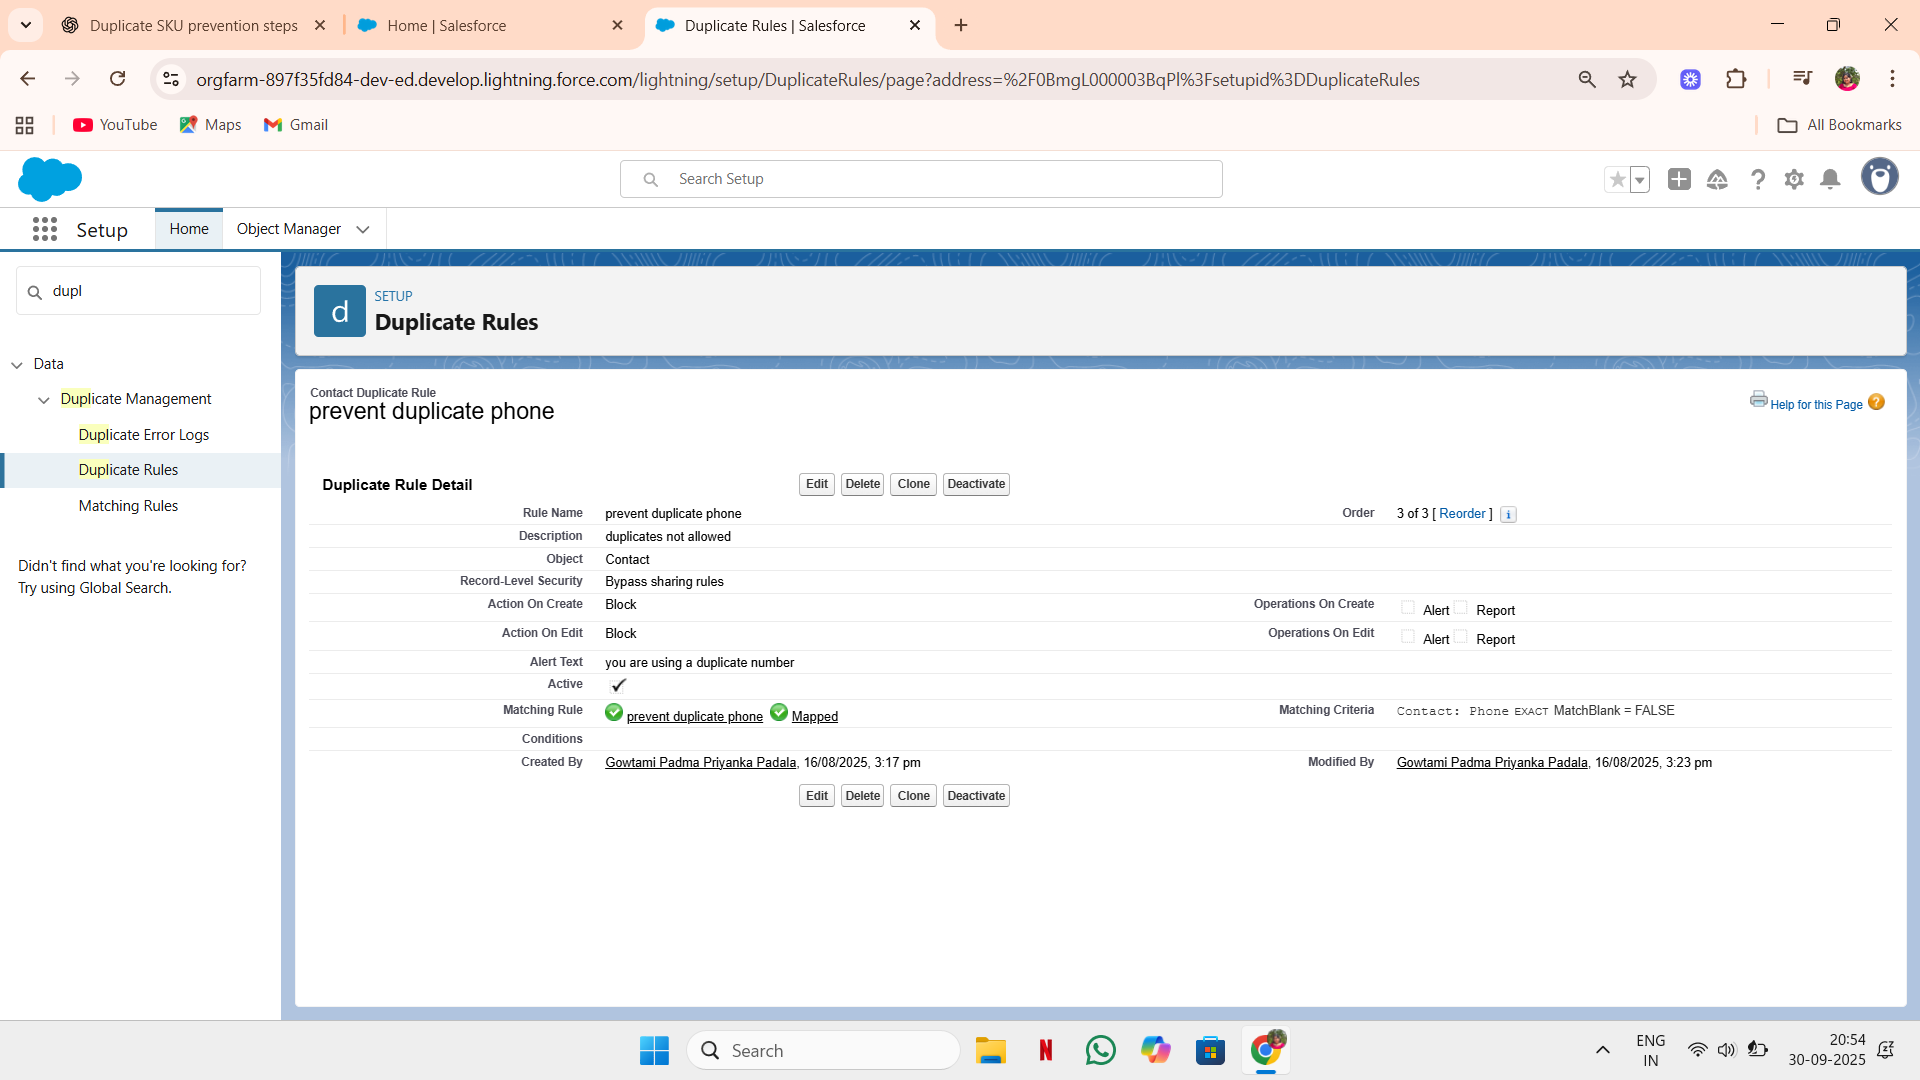 Duplicate SKU prevention steps
Home | Salesforce
Duplicate Rules | Salesforce
orgfarm-897f35fd84-dev-ed.develop.lightning.force.com/lightning/setup/DuplicateRules/page?address=%2F0BmgL000003BqPl%3Fsetupid%3DDuplicateRules
YouTube
Maps
Gmail
All Bookmarks
Search Setup
Setup
Home
Object Manager
dupl
Data
Duplicate Management
Duplicate Error Logs
Duplicate Rules
Matching Rules
Didn't find what you're looking for?
Try using Global Search.
d
SETUP
Duplicate Rules
Contact Duplicate Rule
prevent duplicate phone
Help for this Page ?
Duplicate Rule Detail
Edit Delete Clone Deactivate
Rule Name prevent duplicate phone Order 3 of 3 [ Reorder ] i
Description duplicates not allowed
Object Contact
Record-Level Security Bypass sharing rules
Action On Create Block Operations On Create Alert Report
Action On Edit Block Operations On Edit Alert Report
Alert Text you are using a duplicate number
Active
Matching Rule prevent duplicate phone Mapped Matching Criteria Contact: Phone EXACT MatchBlank = FALSE
Conditions
Created By Gowtami Padma Priyanka Padala, 16/08/2025, 3:17 pm Modified By Gowtami Padma Priyanka Padala, 16/08/2025, 3:23 pm
Edit Delete Clone Deactivate
Search
N
ENG
IN
20:54
30-09-2025